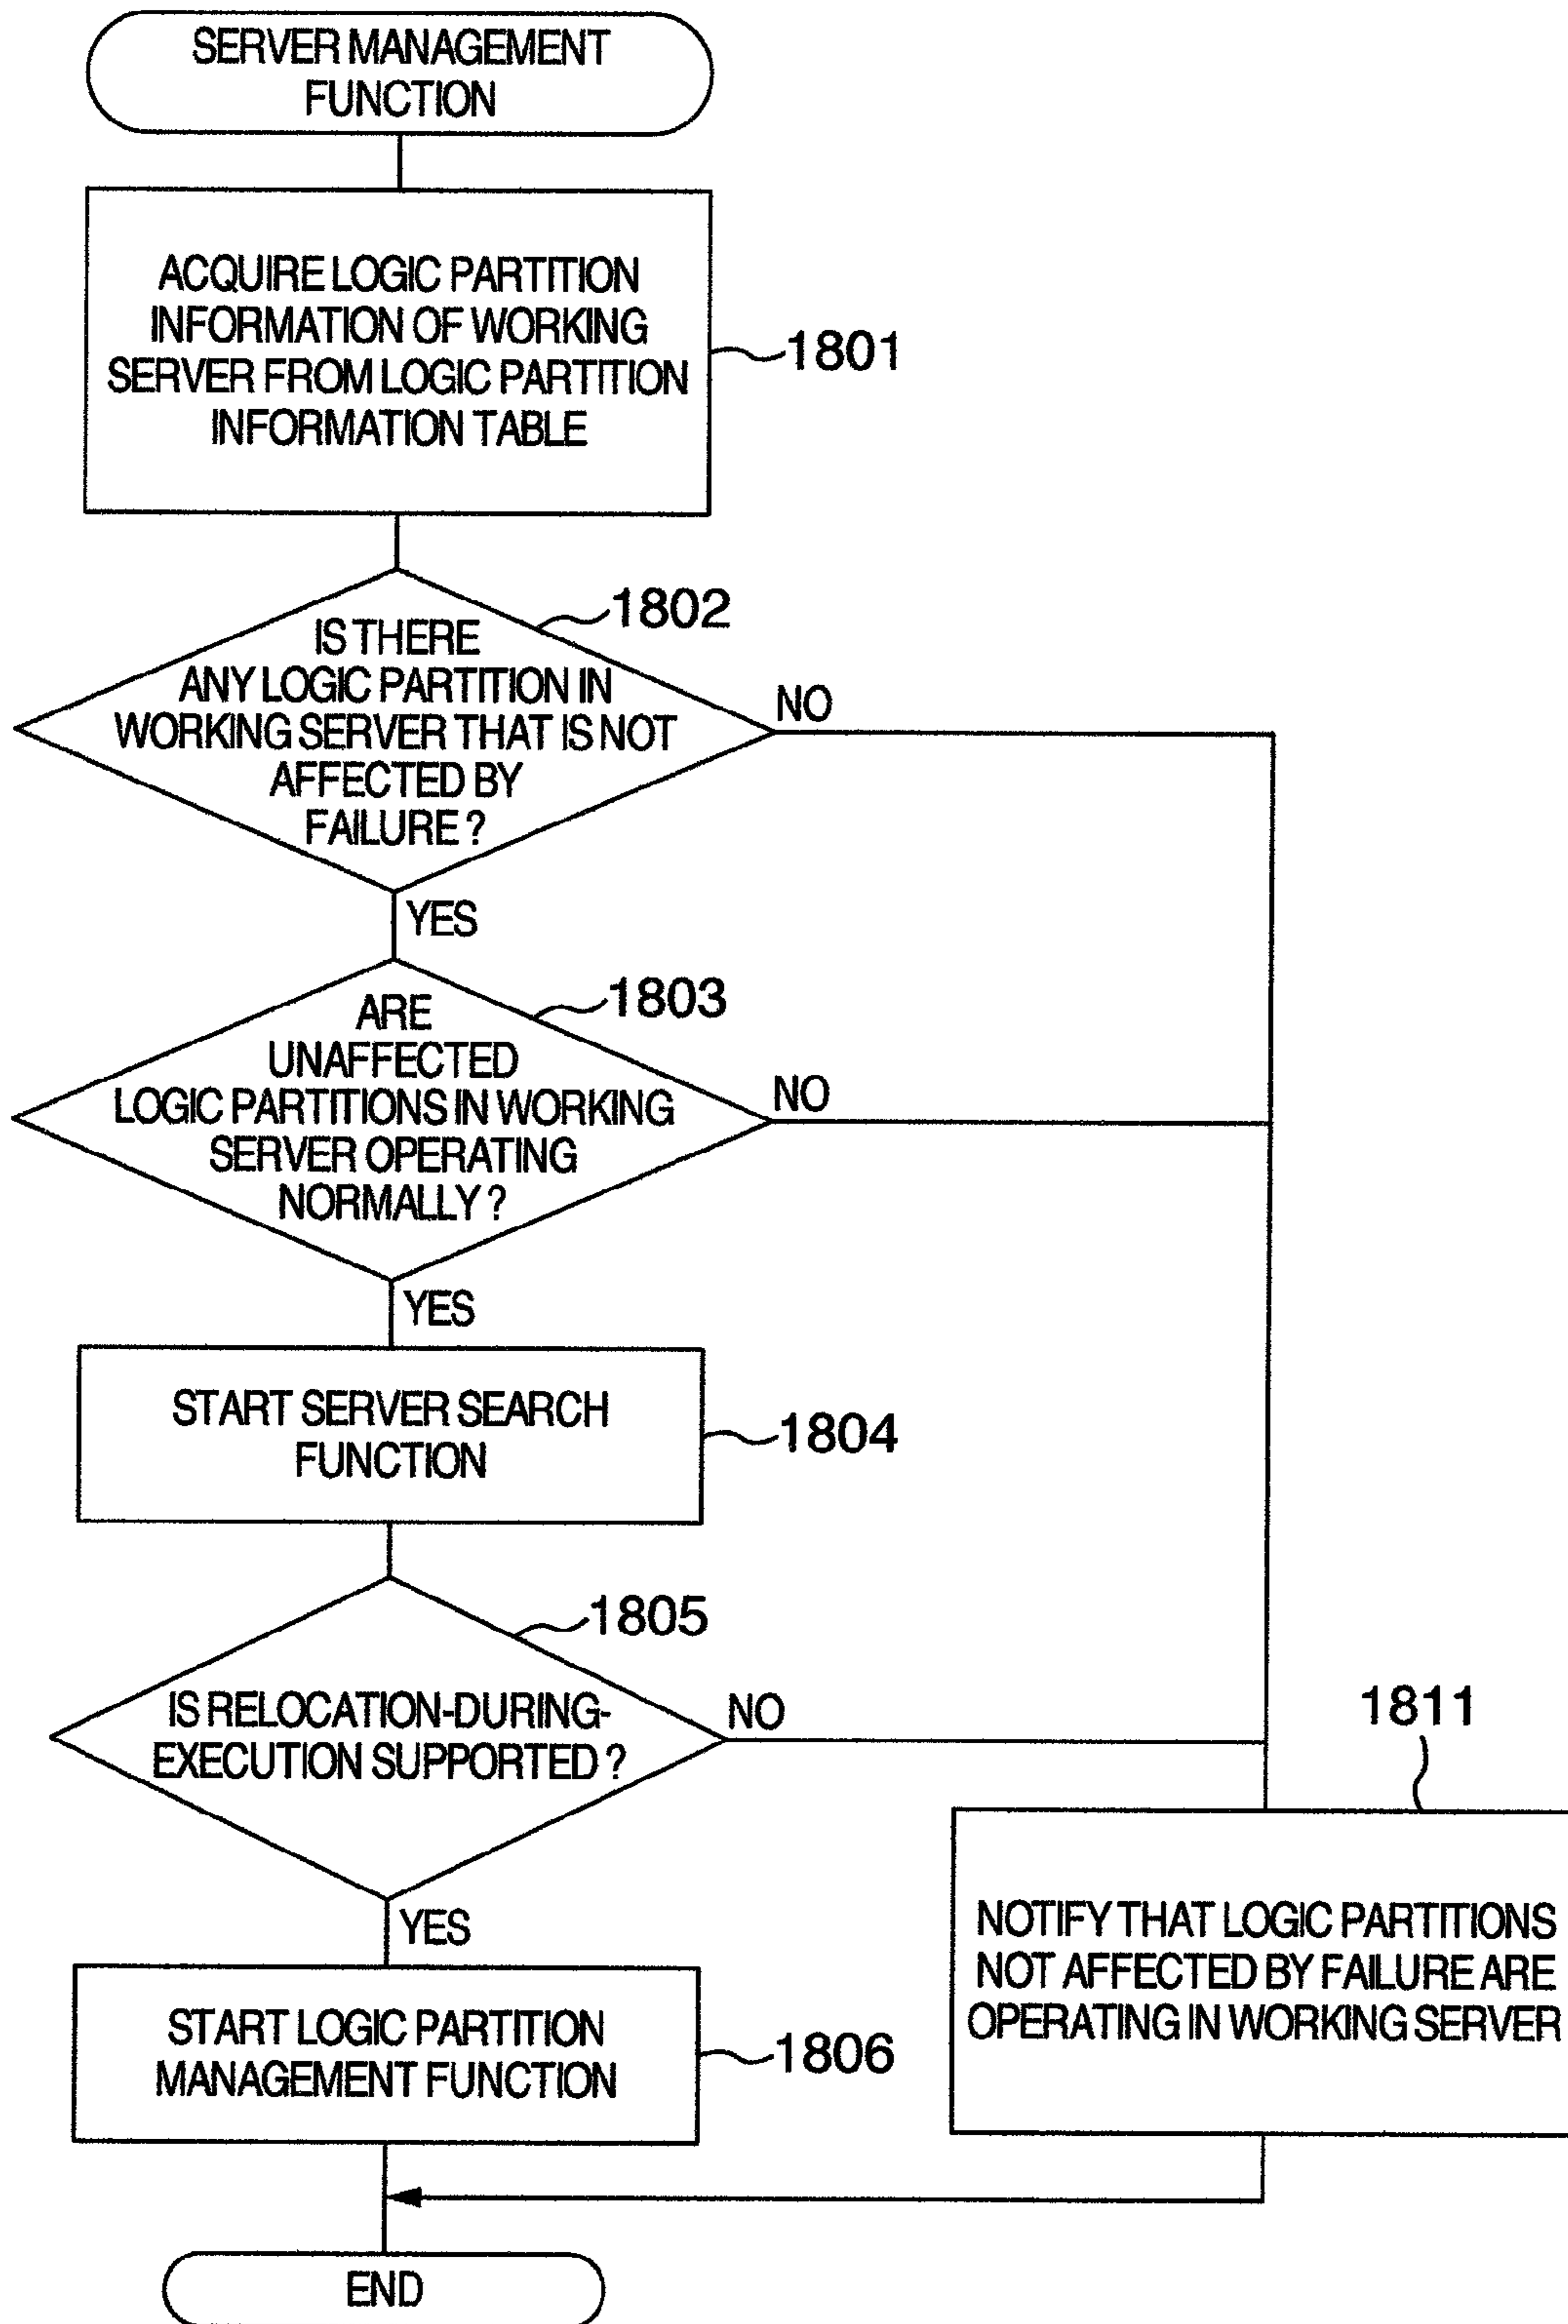 SERVER MANAGEMENT
FUNCTION
ACQUIRE LOGIC PARTITION
INFORMATION OF WORKING
SERVER FROM LOGIC PARTITION
INFORMATION TABLE
1801
1802
IS THERE
ANY LOGIC PARTITION IN
WORKING SERVER THAT IS NOT
AFFECTED BY
FAILURE?
NO
YES
1803
ARE
UNAFFECTED
LOGIC PARTITIONS IN WORKING
SERVER OPERATING
NORMALLY?
NO
YES
START SERVER SEARCH
FUNCTION
1804
1805
IS RELOCATION-DURING-
EXECUTION SUPPORTED?
NO
YES
1811
NOTIFY THAT LOGIC PARTITIONS
NOT AFFECTED BY FAILURE ARE
OPERATING IN WORKING SERVER
START LOGIC PARTITION
MANAGEMENT FUNCTION
1806
END